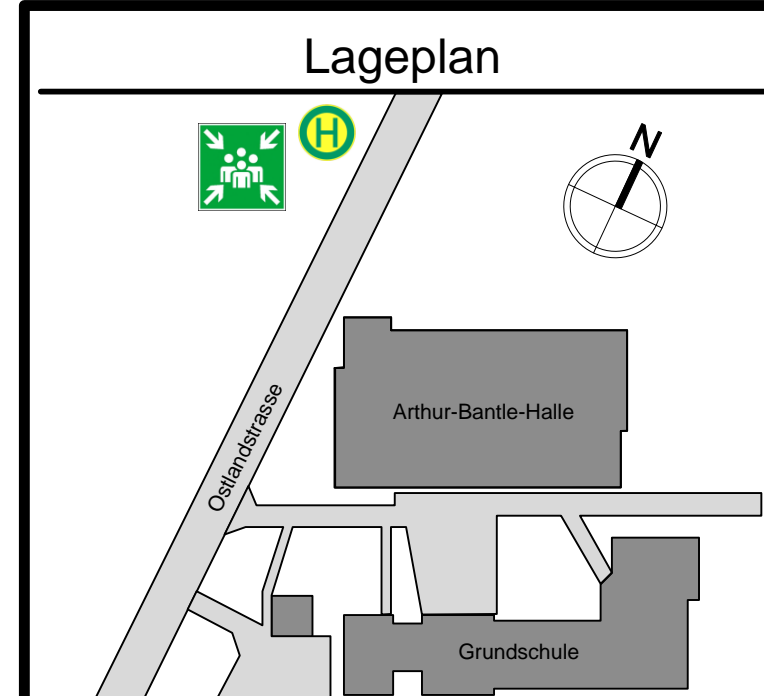 Lageplan
H
N
Arthur-Bantle-Halle
Ostlandstrasse
Grundschule